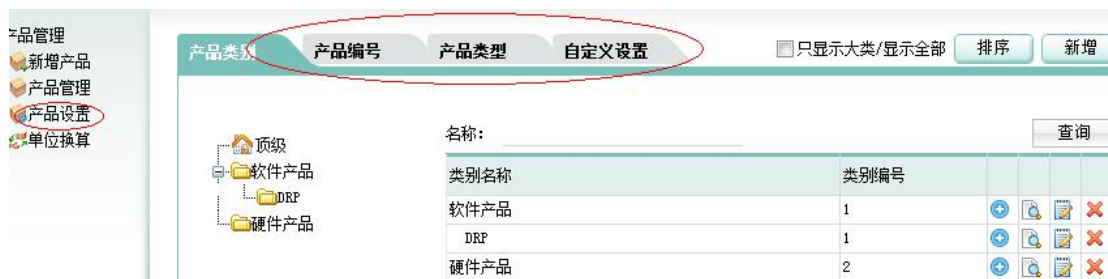 产品管理
新增产品
产品管理
产品设置
单位换算
产品类别 产品编号 产品类型 自定义设置 只显示大类/显示全部 排序 新增
顶级
软件产品
DRP
硬件产品
名称: 查询
类别名称 类别编号
软件产品 1
DRP 1
硬件产品 2